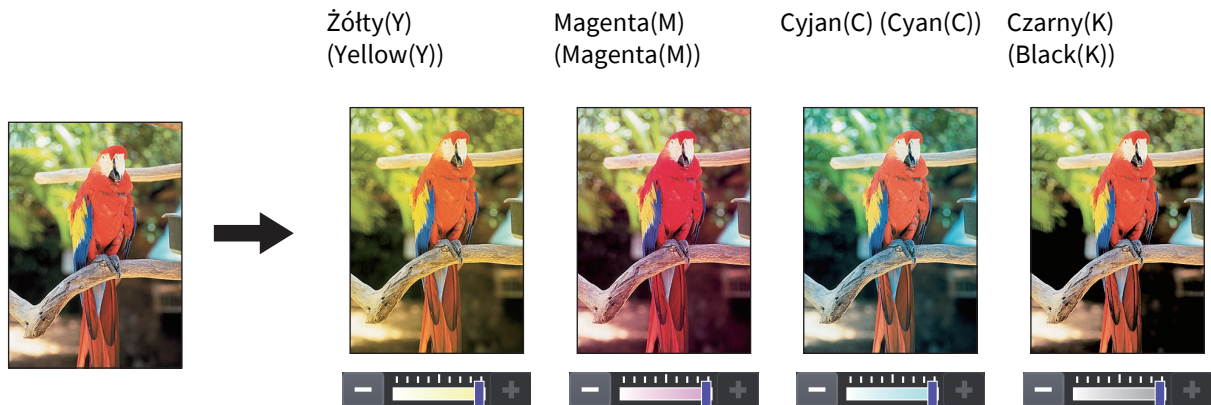 Żółty(Y)
(Yellow(Y))
Magenta(M)
(Magenta(M))
Cyjan(C) (Cyan(C))
Czarny(K)
(Black(K))